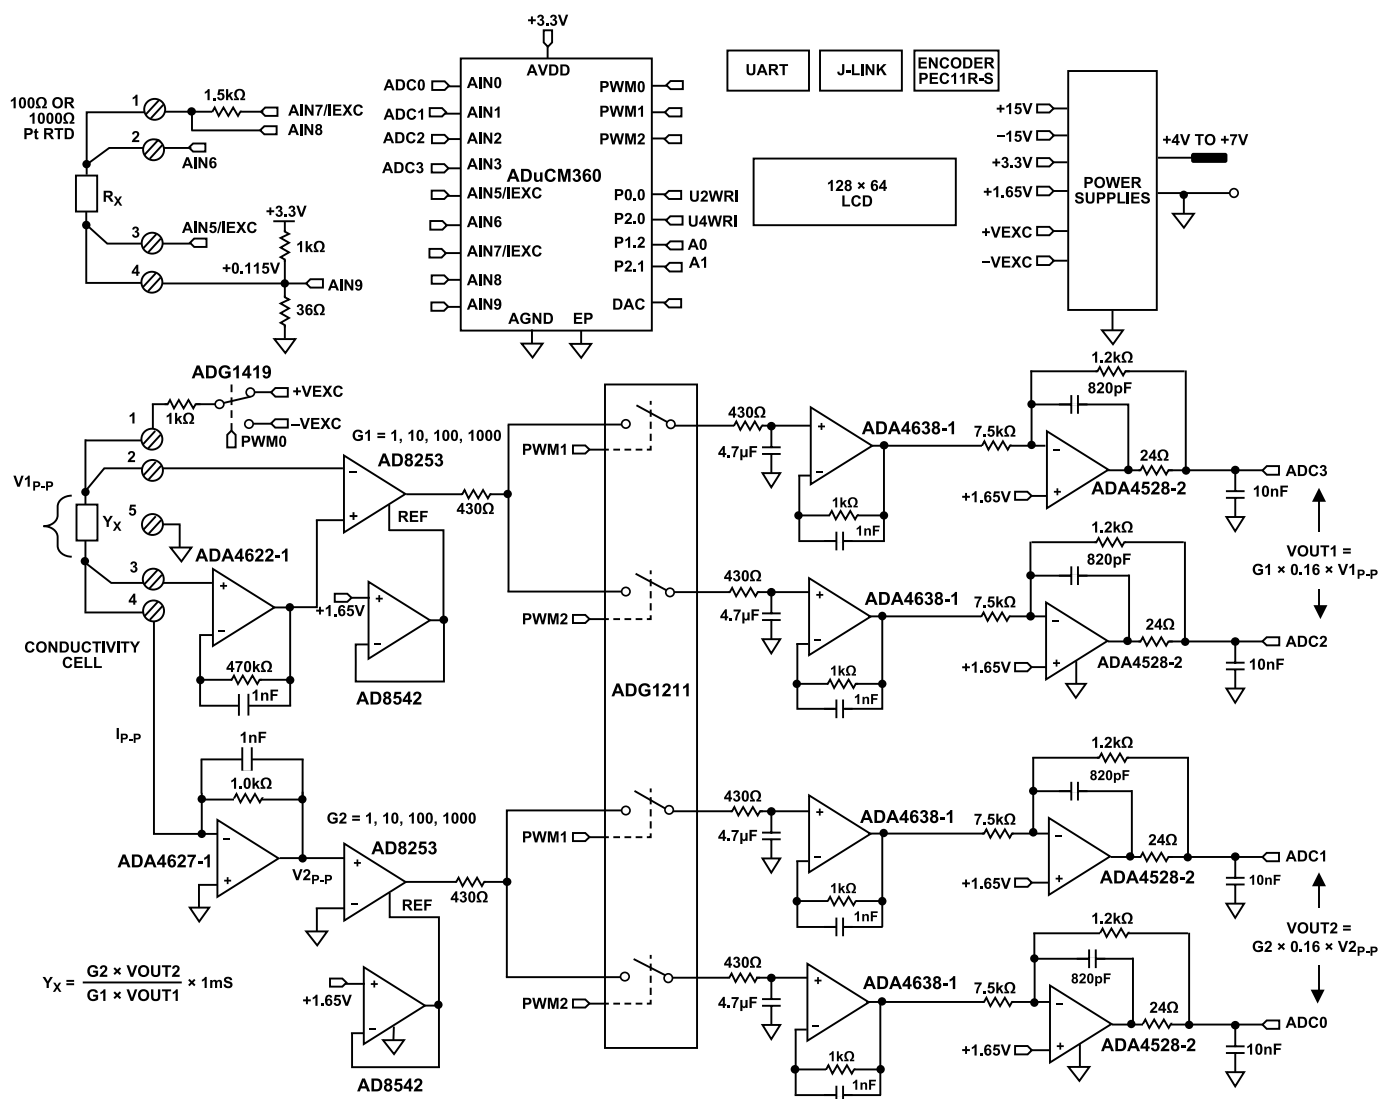 +3.3V
AVDD
ADC0
AIN0
ADC1
AIN1
ADC2
AIN2
ADC3
AIN3
ADuCM360
AIN5/IEXC
AIN6
AIN7/IEXC
AIN8
AIN9
AGND
EP
PWM0
PWM1
PWM2
P0.0
U2WRI
P2.0
U4WRI
P1.2
A0
P2.1
A1
DAC
UART
J-LINK
ENCODER
PEC11R-S
128 × 64
LCD
+15V
−15V
+3.3V
+1.65V
+VEXC
−VEXC
POWER
SUPPLIES
+4V TO +7V
100Ω OR
1000Ω
Pt RTD
1
1.5kΩ
AIN7/IEXC
AIN8
2
AIN6
RX
3
AIN5/IEXC
+3.3V
1kΩ
4
+0.115V
AIN9
36Ω
ADG1419
+VEXC
1kΩ
−VEXC
PWM0
1
2
V1P-P
YX
5
3
4
CONDUCTIVITY
CELL
IP-P
ADA4622-1
+
−
470kΩ
1nF
G1 = 1, 10, 100, 1000
AD8253
−
+
REF
430Ω
+1.65V
+
−
AD8542
1nF
1.0kΩ
−
+
ADA4627-1
V2P-P
G2 = 1, 10, 100, 1000
AD8253
+
−
REF
430Ω
+1.65V
+
−
AD8542
YX = G2 × VOUT2 / G1 × VOUT1 × 1mS
PWM1
PWM2
ADG1211
PWM1
PWM2
430Ω
4.7µF
+
−
ADA4638-1
1kΩ
1nF
7.5kΩ
1.2kΩ
820pF
−
+
+1.65V
24Ω
ADA4528-2
10nF
ADC3
430Ω
4.7µF
+
−
ADA4638-1
1kΩ
1nF
7.5kΩ
1.2kΩ
820pF
−
+
+1.65V
24Ω
ADA4528-2
10nF
ADC2
VOUT1 =
G1 × 0.16 × V1P-P
430Ω
4.7µF
+
−
ADA4638-1
1kΩ
1nF
7.5kΩ
1.2kΩ
820pF
−
+
+1.65V
24Ω
ADA4528-2
10nF
ADC1
430Ω
4.7µF
+
−
ADA4638-1
1kΩ
1nF
7.5kΩ
1.2kΩ
820pF
−
+
+1.65V
24Ω
ADA4528-2
10nF
ADC0
VOUT2 =
G2 × 0.16 × V2P-P